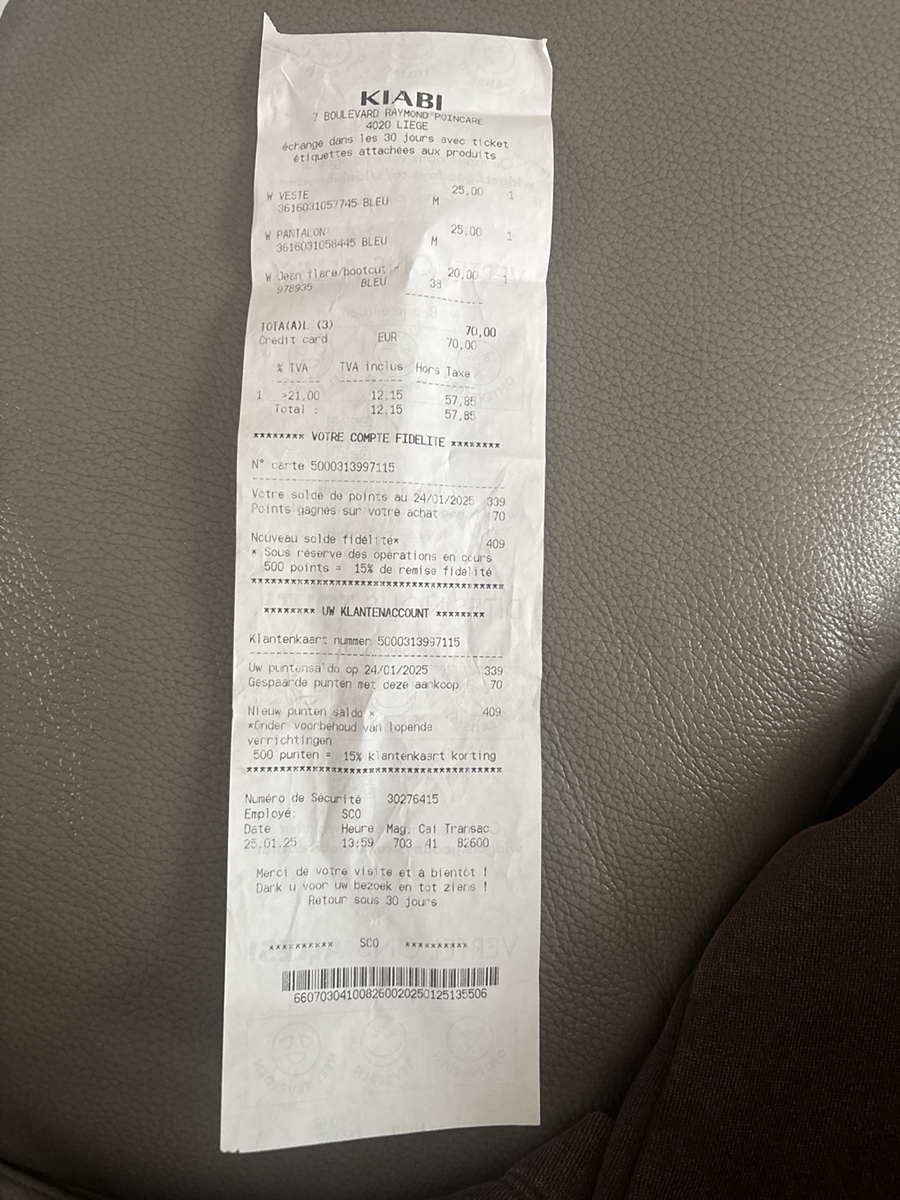 KIABI
7 BOULEVARD RAYMOND POINCARE
4020 LIEGE
échange dans les 30 jours avec ticket
étiquettes attachées aux produits
W VESTE 25,00 1
3616031057745 BLEU M
W PANTALON 25,00 1
3616031058445 BLEU M
W Jean flare/bootcut - 20,00 1
978935 BLEU 38
------------
TOTA(A)L (3) 70,00
Credit card EUR 70,00
% TVA TVA inclus Hors Taxe
1 >21,00 12,15 57,85
Total : 12,15 57,85
******** VOTRE COMPTE FIDELITE ********
N° carte 5000313997115
Votre solde de points au 24/01/2025 339
Points gagnés sur votre achat 70
Nouveau solde fidélité* 409
* Sous réserve des opérations en cours
500 points = 15% de remise fidélité
****************************************
******** UW KLANTENACCOUNT ********
Klantenkaart nummer 5000313997115
Uw puntensaldo op 24/01/2025 339
Gespaarde punten met deze aankoop 70
Nieuw punten saldo * 409
*Onder voorbehoud van lopende
verrichtingen
500 punten = 15% klantenkaart korting
****************************************
Numéro de Sécurité 30276415
Employé: SCO
Date Heure Mag. Cai Transac
25.01.25 13:59 703 41 82600
Merci de votre visite et à bientôt !
Dank u voor uw bezoek en tot ziens !
Retour sous 30 jours
********** SCO **********
660703041008260020250125135506